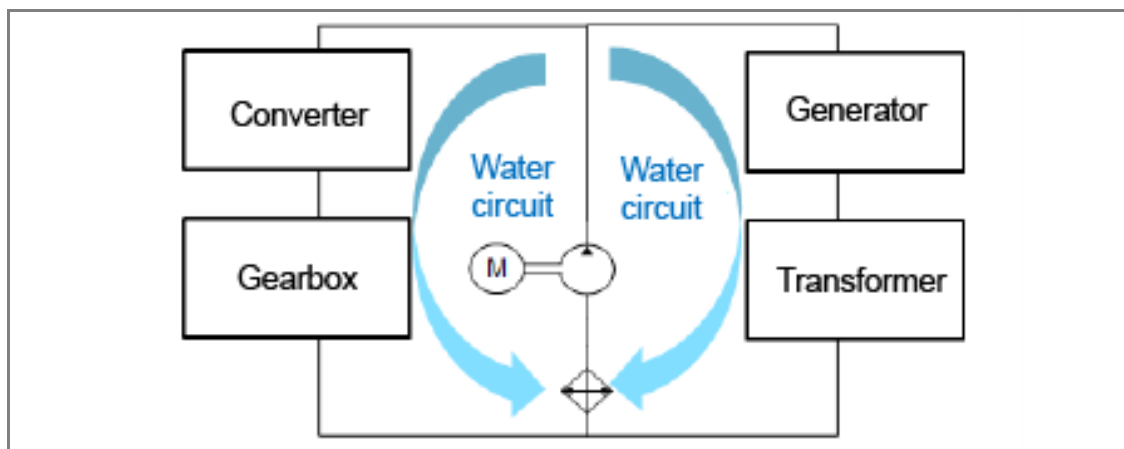 Converter
Generator
Water
circuit
Water
circuit
Gearbox
M
Transformer